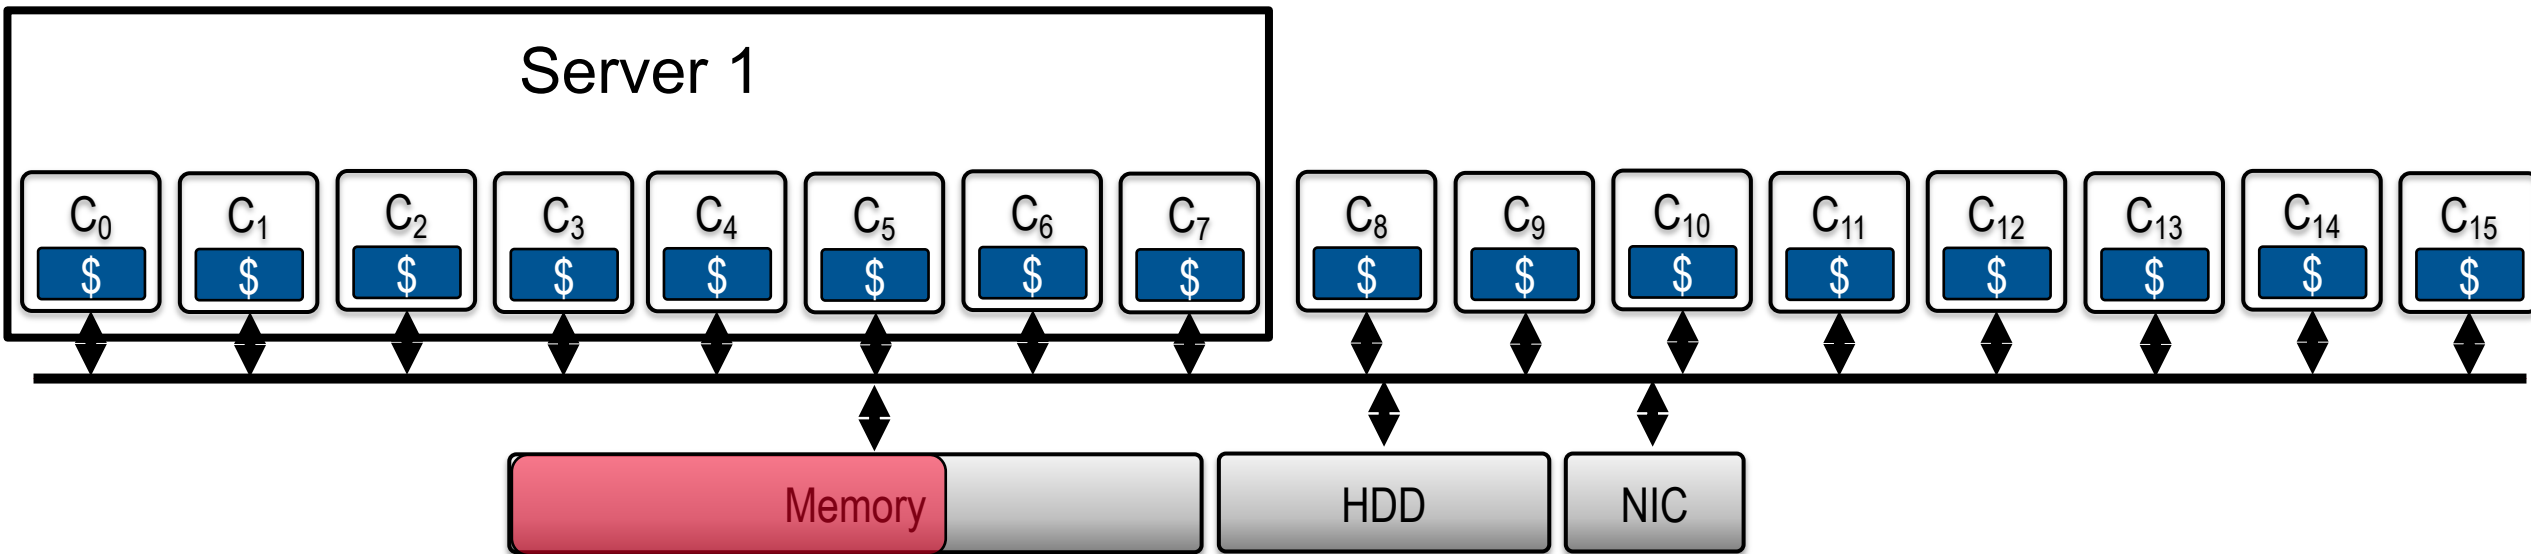 Server 1
C₀ C₁ C₂ C₃ C₄ C₅ C₆ C₇ C₈ C₉ C₁₀ C₁₁ C₁₂ C₁₃ C₁₄ C₁₅
$ $ $ $ $ $ $ $ $ $ $ $ $ $ $ $
Memory HDD NIC